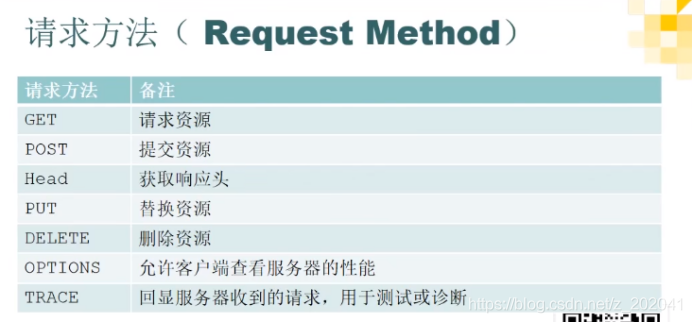 请求方法（ Request Method）
请求方法 备注
GET 请求资源
POST 提交资源
Head 获取响应头
PUT 替换资源
DELETE 删除资源
OPTIONS 允许客户端查看服务器的性能
TRACE 回显服务器收到的请求，用于测试或诊断
https://blog.csdn.net/z_202041